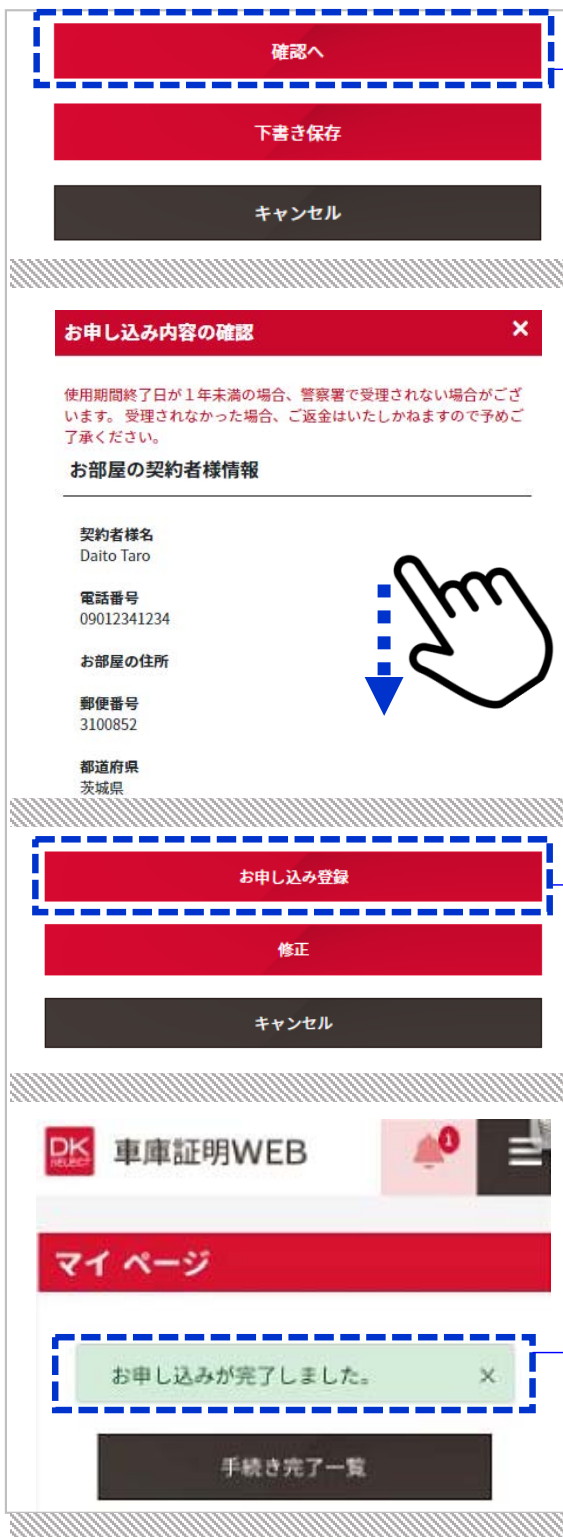 確認へ
下書き保存
キャンセル
お申し込み内容の確認 ×
使用期間終了日が１年未満の場合、警察署で受理されない場合がござ
います。 受理されなかった場合、ご返金はいたしかねますので予めご
了承ください。
お部屋の契約者様情報
契約者様名
Daito Taro
電話番号
09012341234
お部屋の住所
郵便番号
3100852
都道府県
茨城県
お申し込み登録
修正
キャンセル
DK SELECT 車庫証明WEB 1
マイ ページ
お申し込みが完了しました。 ×
手続き完了一覧